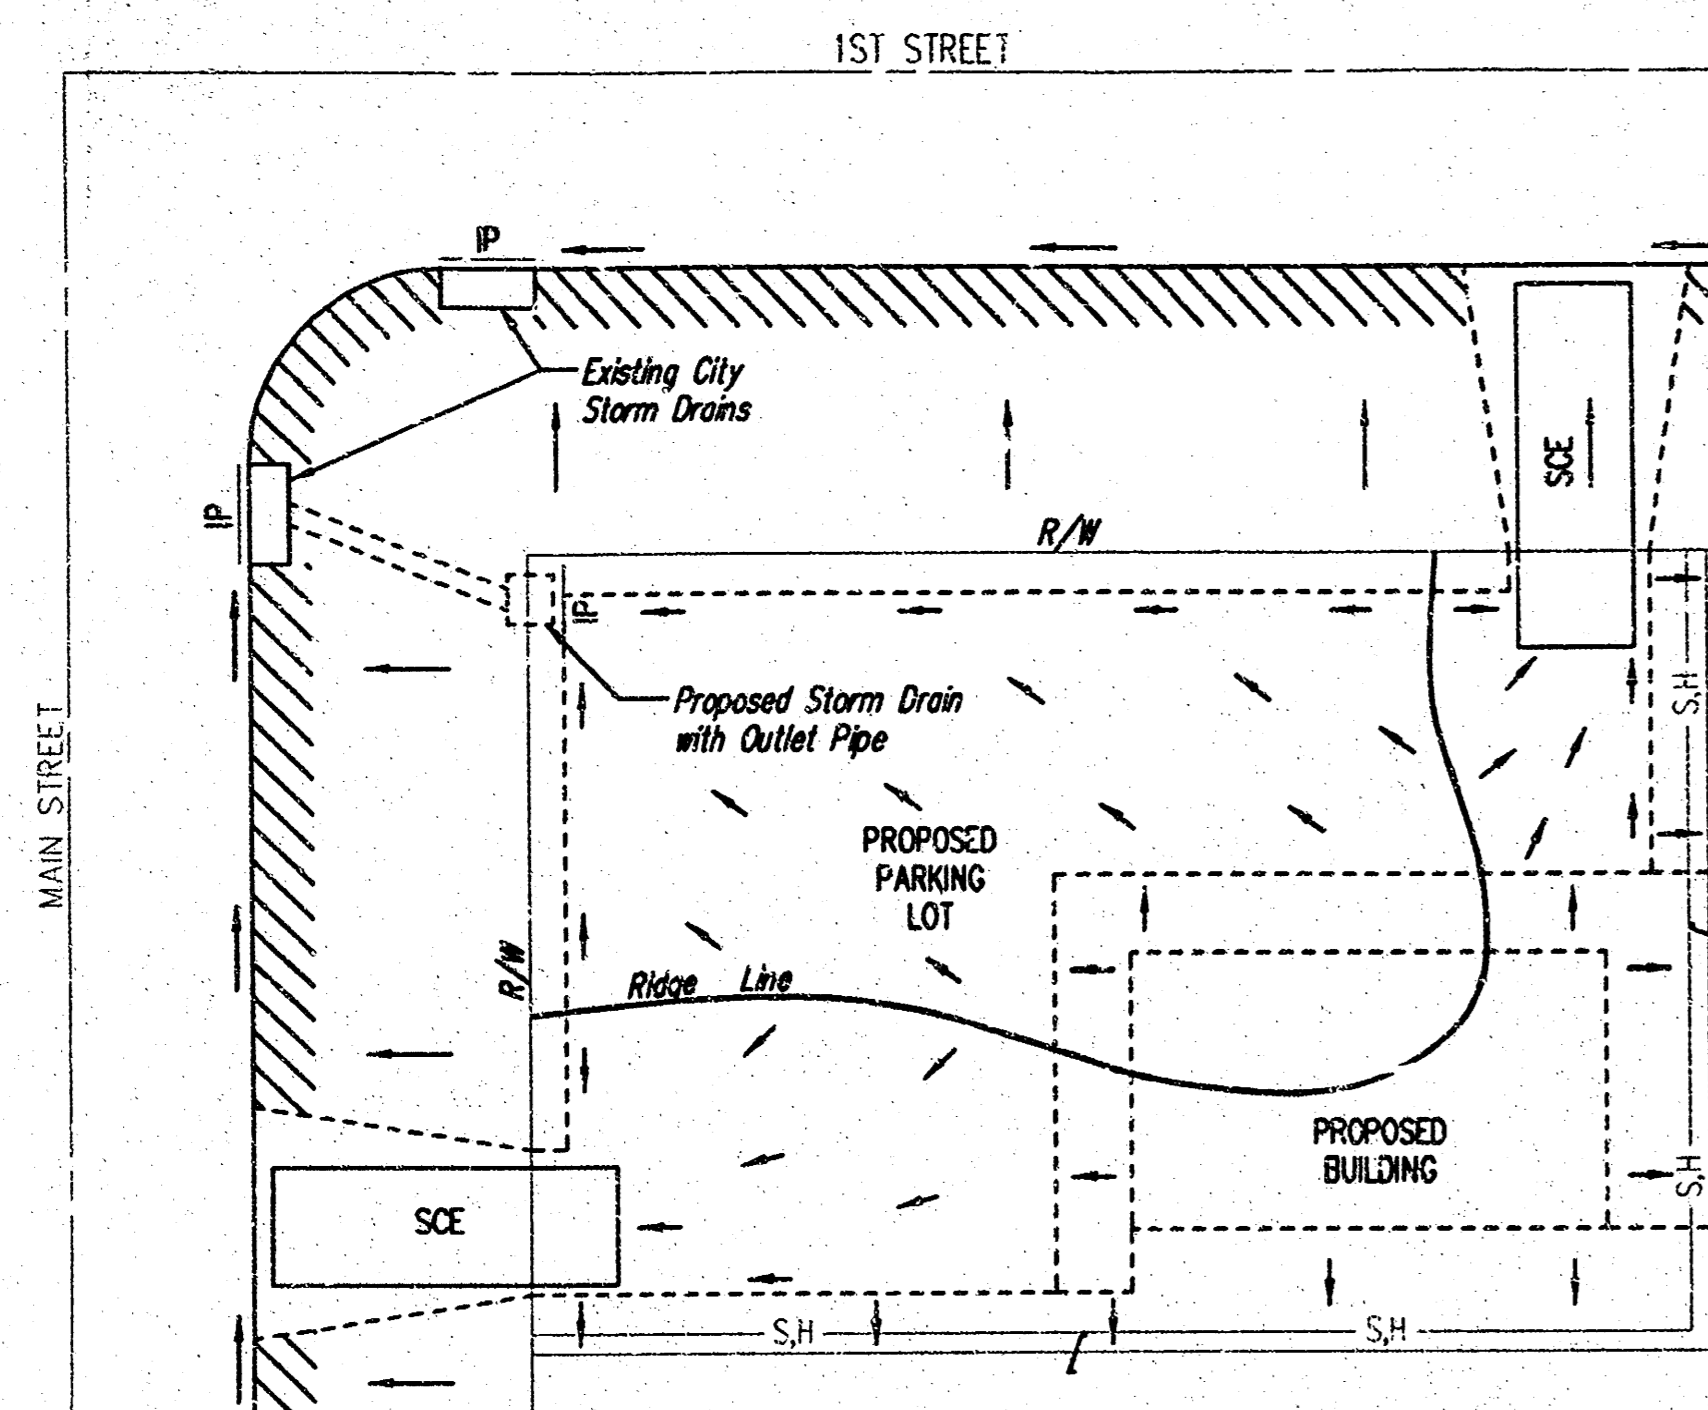 1ST STREET
IP
Existing City
Storm Drains
SCE
IP
R/W
IP
Proposed Storm Drain
with Outlet Pipe
S,H
MAIN STREET
PROPOSED
PARKING
LOT
R/W
Ridge Line
PROPOSED
BUILDING
S,H
SCE
S,H
S,H